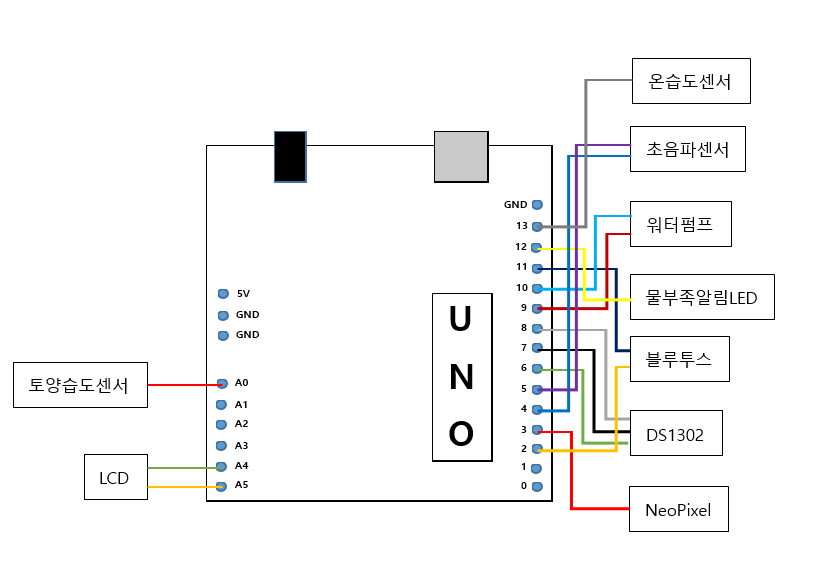 온습도센서
초음파센서
GND
13
워터펌프
12
11
10
물부족알림LED
9
8
7
블루투스
6
5
4
3
DS1302
2
1
0
NeoPixel
5V
GND
GND
U
N
O
토양습도센서
A0
A1
A2
A3
LCD
A4
A5